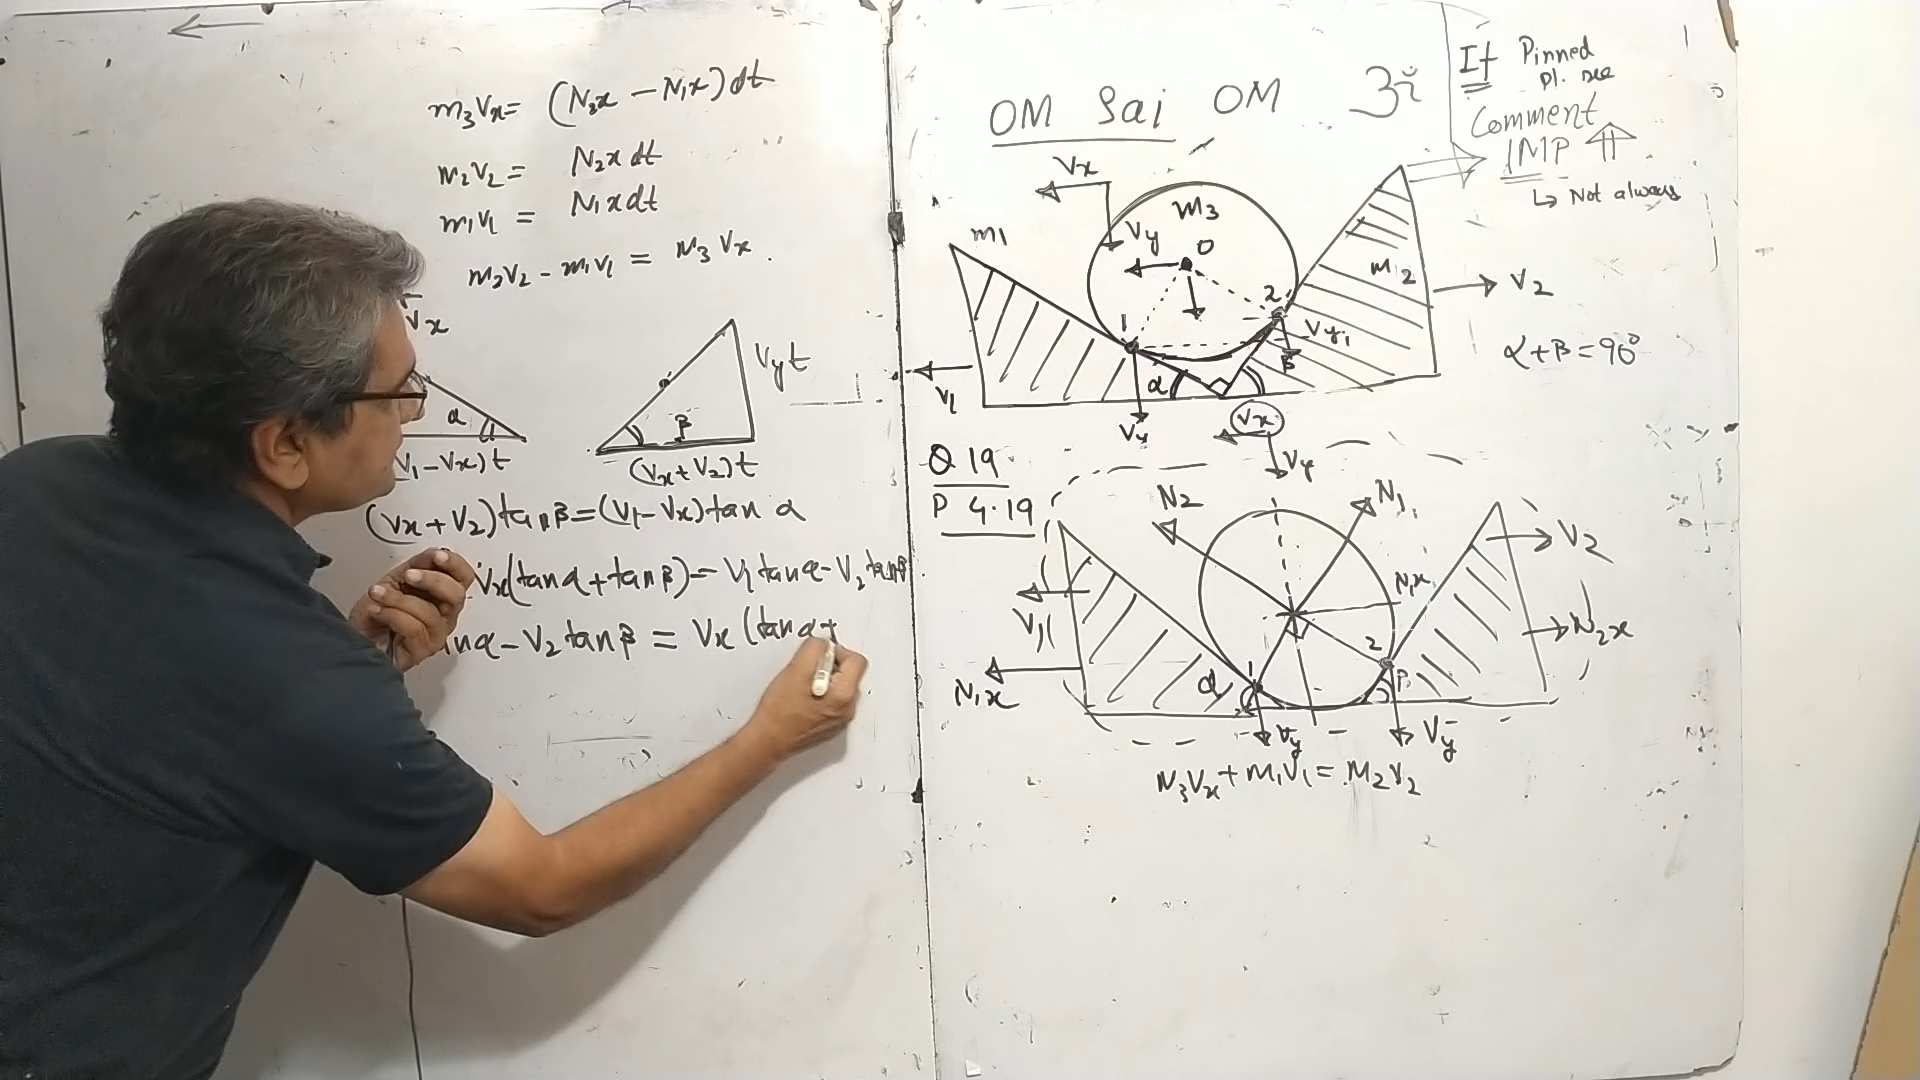 m₃Vx = (N₂x − N₁x) dt
m₂V₂ = N₂x dt
m₁V₁ = N₁x dt
m₂V₂ − m₁V₁ = M₃ Vx .
Vx
α
V₁ − Vx) t
β
Vy t
(Vx + V₂) t
(Vx + V₂) tan β = (V₁ − Vx) tan α
Vx (tan α + tan β) = V₁ tan α − V₂ tan β
an α − V₂ tan β = Vx (tan α +
OM Sai OM
If Pinned
pl. see
Comment
IMP ⇑
↳ Not always
Vx
m₃
Vy
O
m₁
M₂
V₂
1
2
Vy₁
α
β
α + β = 90°
V₁
Vy
Vx
Vy
Q 19
P 4.19
N₂
N₁
V₂
V₁
N₁x
N₂x
N₁x
α
1
2
β
Vy
Vy
M₃Vx + M₁V₁ = M₂V₂